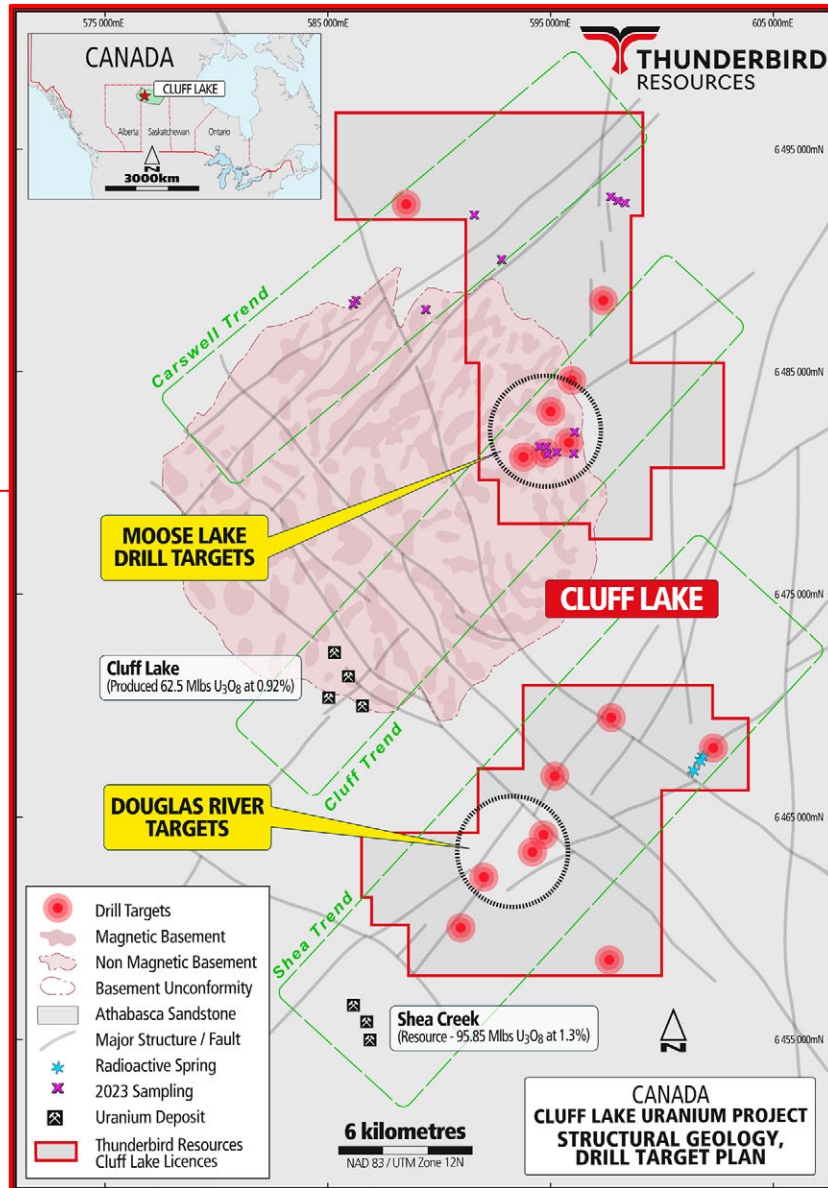 575 000mE
585 000mE
595 000mE
605 000mE
CANADA
CLUFF LAKE
Alberta
Saskatchewan
Ontario
N
3000km
THUNDERBIRD
RESOURCES
6 495 000mN
Carswell Trend
6 485 000mN
MOOSE LAKE
DRILL TARGETS
6 475 000mN
CLUFF LAKE
Cluff Lake
(Produced 62.5 Mlbs U₃O₈ at 0.92%)
Cluff Trend
DOUGLAS RIVER
TARGETS
6 465 000mN
Shea Trend
Drill Targets
Magnetic Basement
Non Magnetic Basement
Basement Unconformity
Athabasca Sandstone
Major Structure / Fault
Radioactive Spring
2023 Sampling
Uranium Deposit
Thunderbird Resources
Cluff Lake Licences
Shea Creek
(Resource - 95.85 Mlbs U₃O₈ at 1.3%)
N
6 455 000mN
6 kilometres
NAD 83 / UTM Zone 12N
CANADA
CLUFF LAKE URANIUM PROJECT
STRUCTURAL GEOLOGY,
DRILL TARGET PLAN